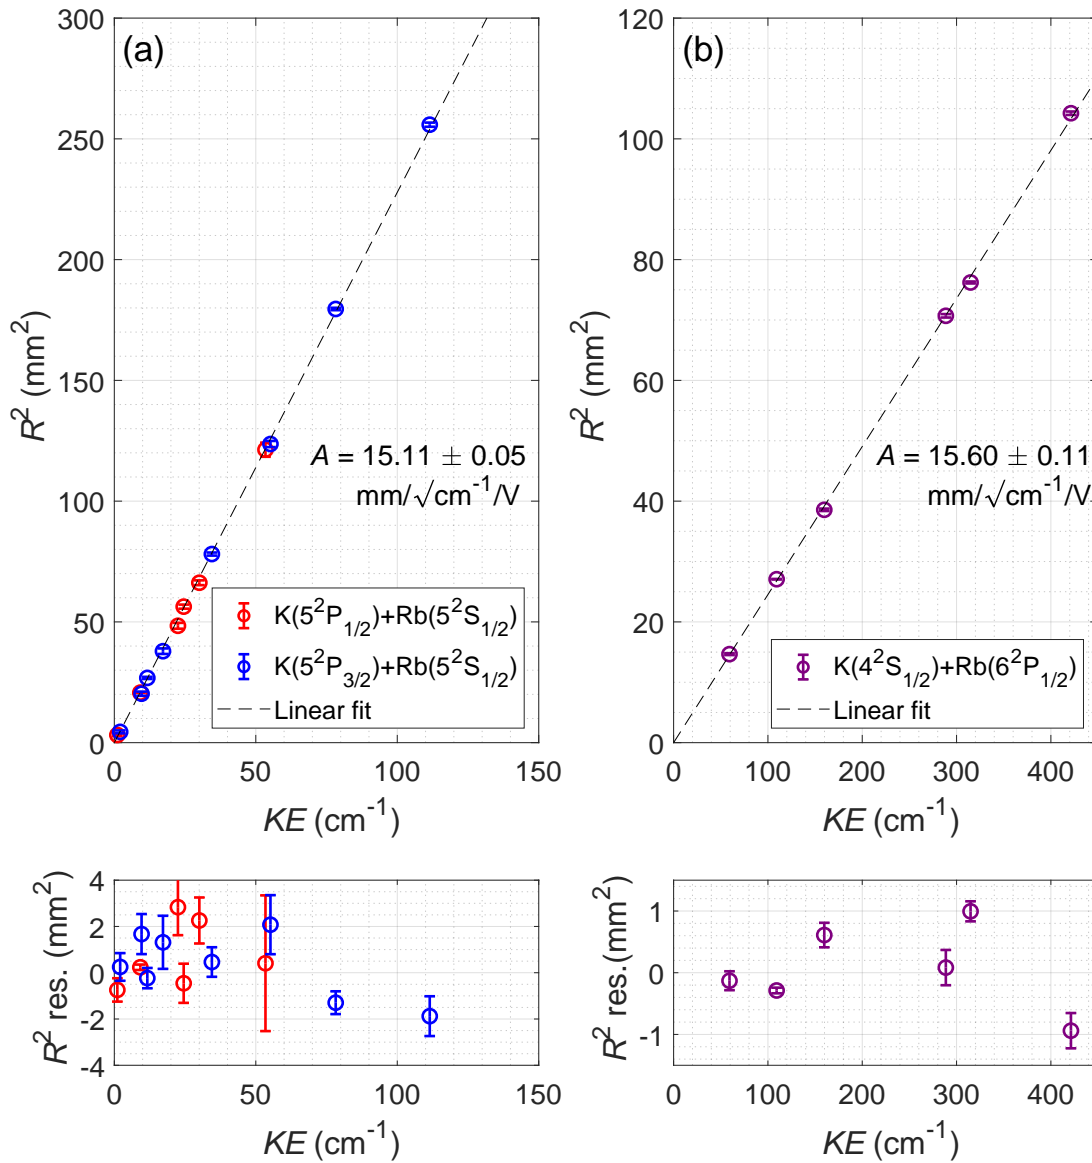 (a)
300
250
200
150
100
50
0
R² (mm²)
A = 15.11 ± 0.05
mm/√cm⁻¹/V
K(5²P₁/₂)+Rb(5²S₁/₂)
K(5²P₃/₂)+Rb(5²S₁/₂)
Linear fit
0 50 100 150
KE (cm⁻¹)
(b)
120
100
80
60
40
20
0
R² (mm²)
A = 15.60 ± 0.11
mm/√cm⁻¹/V
K(4²S₁/₂)+Rb(6²P₁/₂)
Linear fit
0 100 200 300 400
KE (cm⁻¹)
4
2
0
-2
-4
R² res. (mm²)
0 50 100 150
KE (cm⁻¹)
1
0
-1
R² res.(mm²)
0 100 200 300 400
KE (cm⁻¹)